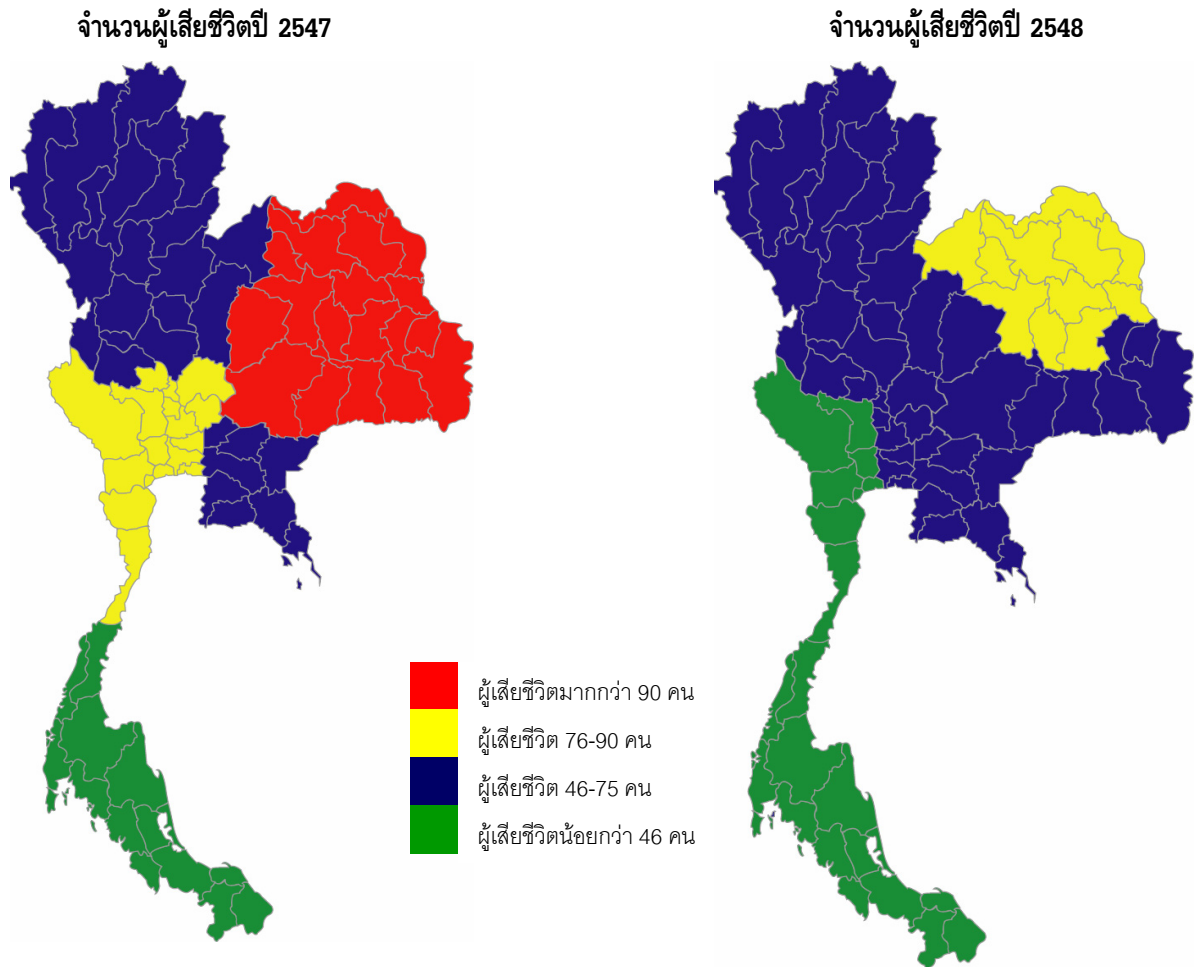 จำนวนผู้เสียชีวิตปี 2547
จำนวนผู้เสียชีวิตปี 2548
ผู้เสียชีวิตมากกว่า 90 คน
ผู้เสียชีวิต 76-90 คน
ผู้เสียชีวิต 46-75 คน
ผู้เสียชีวิตน้อยกว่า 46 คน